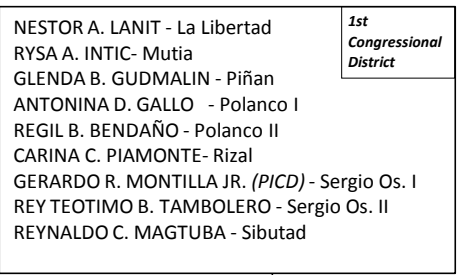 NESTOR A. LANIT - La Libertad
RYSA A. INTIC- Mutia
GLENDA B. GUDMALIN - Piñan
ANTONINA D. GALLO - Polanco I
REGIL B. BENDAÑO - Polanco II
CARINA C. PIAMONTE- Rizal
GERARDO R. MONTILLA JR. (PICD) - Sergio Os. I
REY TEOTIMO B. TAMBOLERO - Sergio Os. II
REYNALDO C. MAGTUBA - Sibutad
1st
Congressional
District